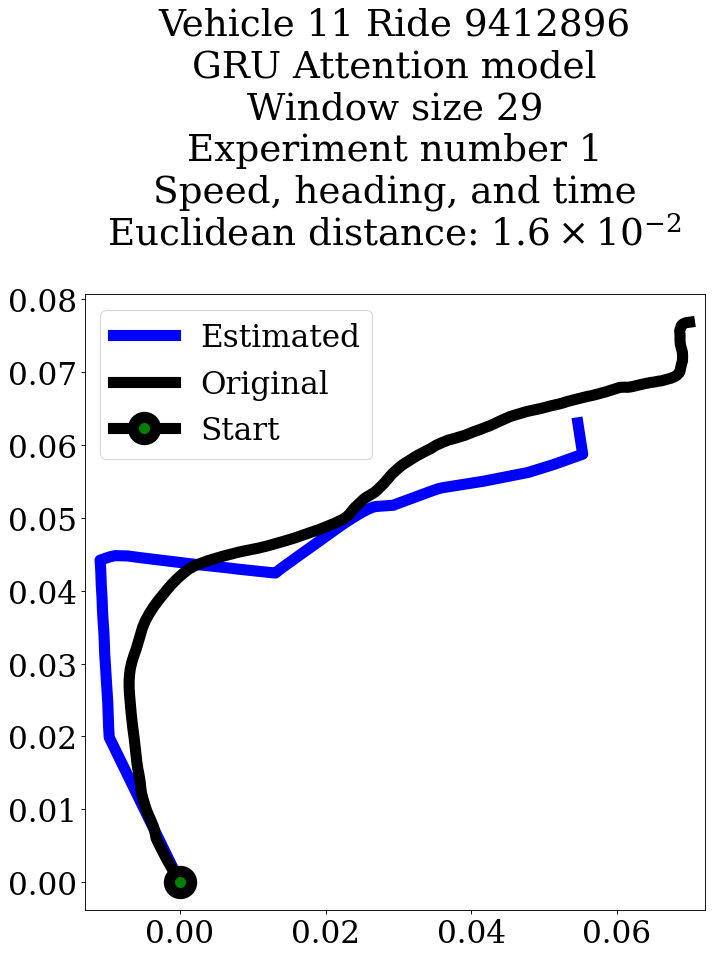 Vehicle 11 Ride 9412896
GRU Attention model
Window size 29
Experiment number 1
Speed, heading, and time
Euclidean distance: 1.6 × 10⁻²
0.08
0.07
0.06
0.05
0.04
0.03
0.02
0.01
0.00
Estimated
Original
Start
0.00 0.02 0.04 0.06